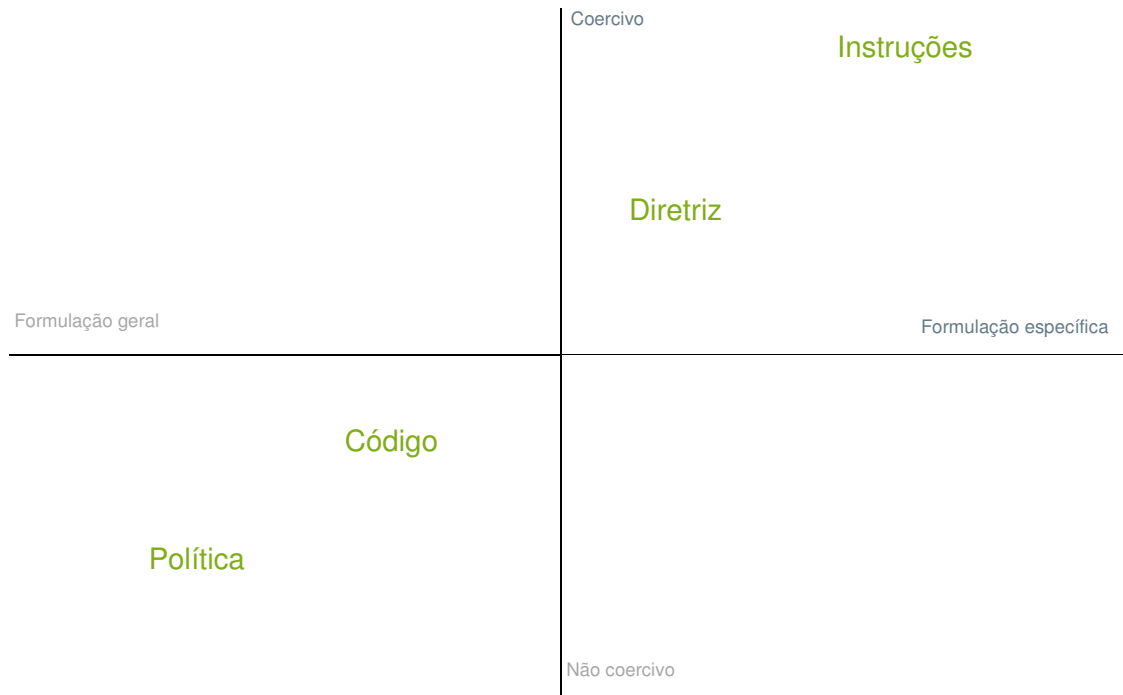 Coercivo
Instruções
Diretriz
Formulação geral
Formulação específica
Código
Política
Não coercivo